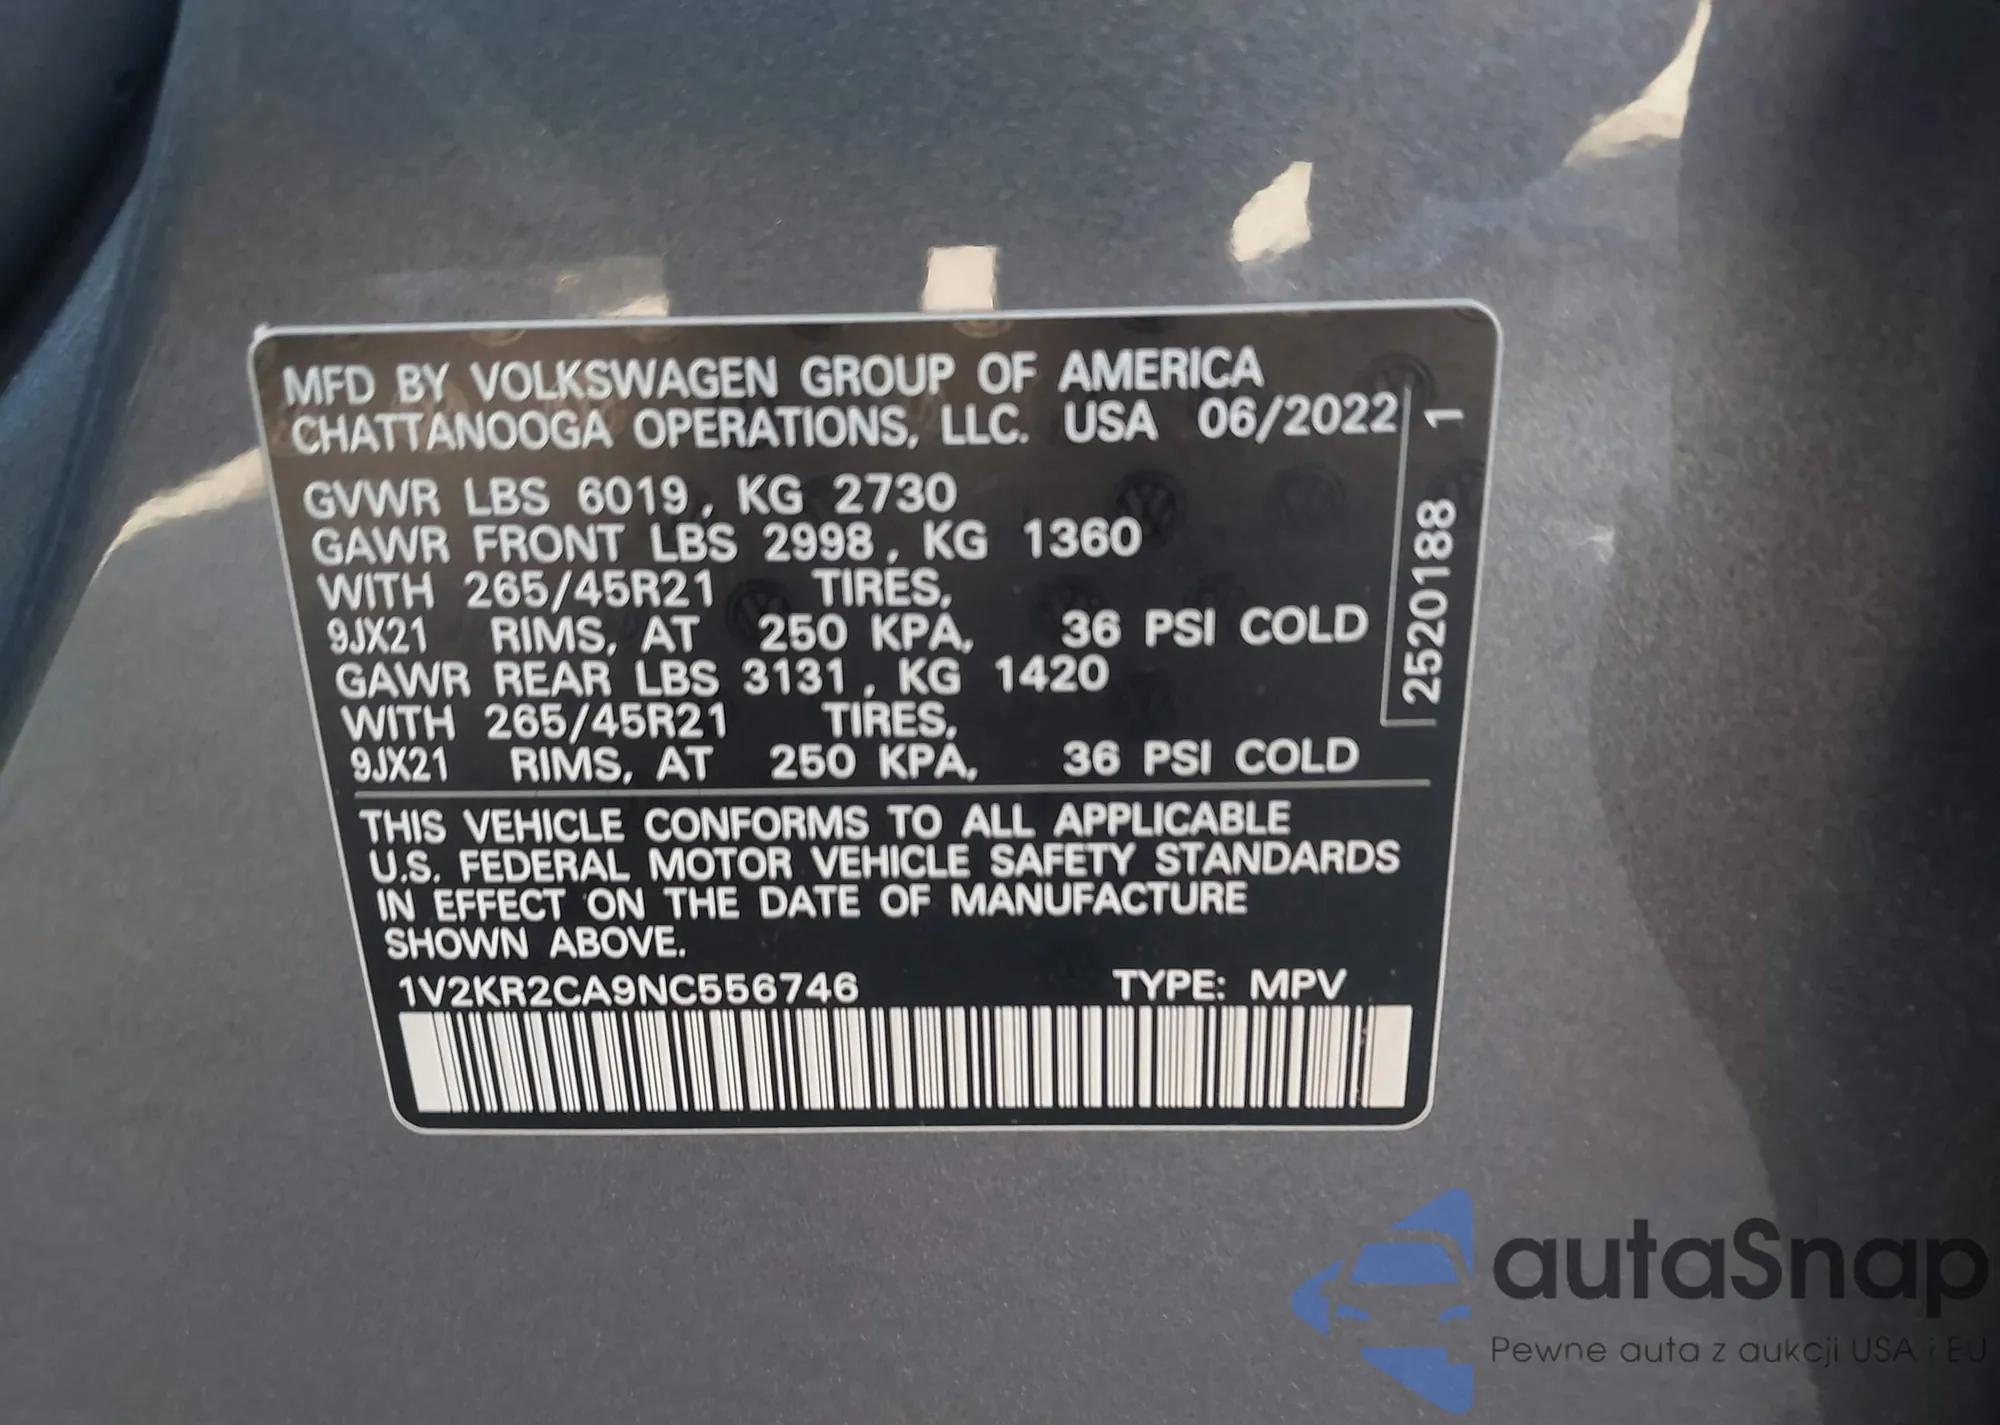 MFD BY VOLKSWAGEN GROUP OF AMERICA
CHATTANOOGA OPERATIONS, LLC. USA 06/2022
GVWR LBS 6019, KG 2730
GAWR FRONT LBS 2998, KG 1360
WITH 265/45R21 TIRES,
9JX21 RIMS, AT 250 KPA, 36 PSI COLD
GAWR REAR LBS 3131, KG 1420
WITH 265/45R21 TIRES,
9JX21 RIMS, AT 250 KPA, 36 PSI COLD
2520188 1
THIS VEHICLE CONFORMS TO ALL APPLICABLE
U.S. FEDERAL MOTOR VEHICLE SAFETY STANDARDS
IN EFFECT ON THE DATE OF MANUFACTURE
SHOWN ABOVE.
1V2KR2CA9NC556746 TYPE: MPV
autaSnap
Pewne auta z aukcji USA i EU